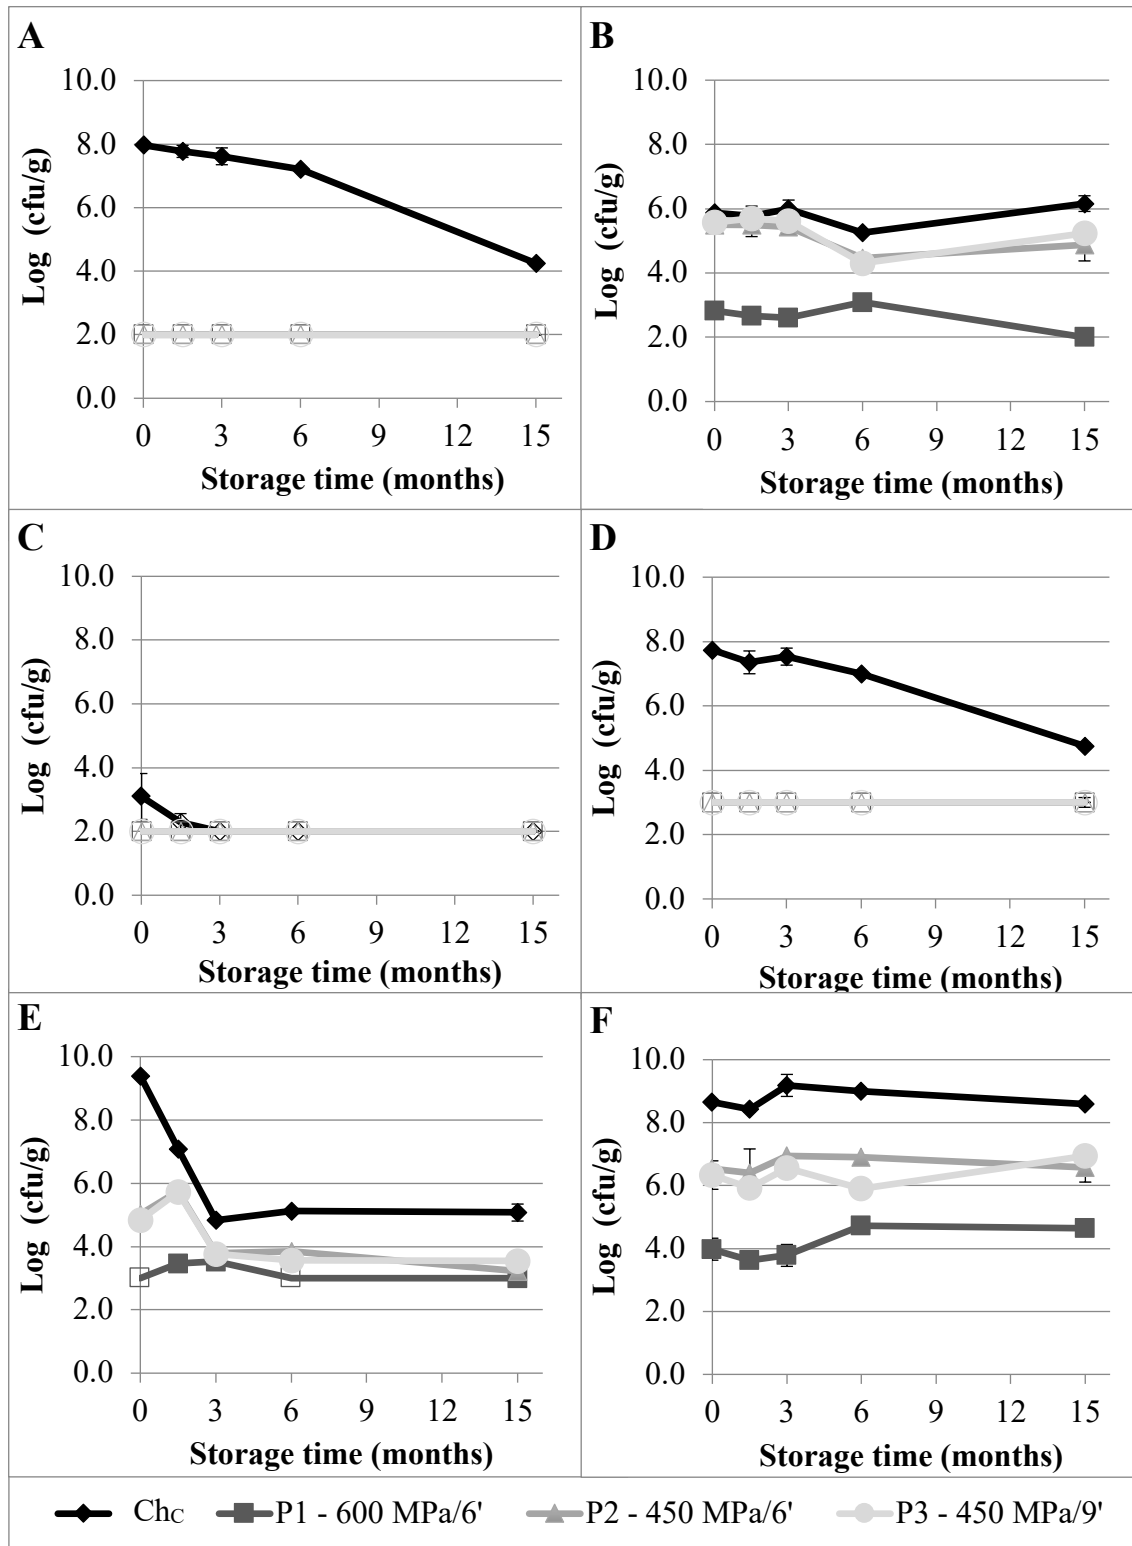 A
10.0
8.0
6.0
4.0
2.0
0.0
Log (cfu/g)
0 3 6 9 12 15
Storage time (months)
B
10.0
8.0
6.0
4.0
2.0
0.0
Log (cfu/g)
0 3 6 9 12 15
Storage time (months)
C
10.0
8.0
6.0
4.0
2.0
0.0
Log (cfu/g)
0 3 6 9 12 15
Storage time (months)
D
10.0
8.0
6.0
4.0
2.0
0.0
Log (cfu/g)
0 3 6 9 12 15
Storage time (months)
E
10.0
8.0
6.0
4.0
2.0
0.0
Log (cfu/g)
0 3 6 9 12 15
Storage time (months)
F
10.0
8.0
6.0
4.0
2.0
0.0
Log (cfu/g)
0 3 6 9 12 15
Storage time (months)
ChC P1 - 600 MPa/6' P2 - 450 MPa/6' P3 - 450 MPa/9'